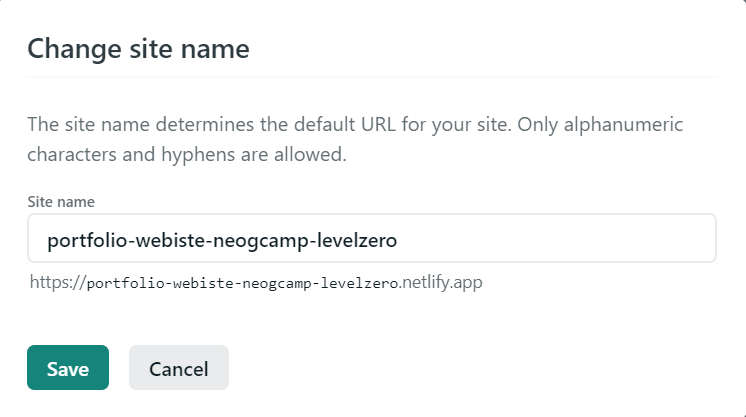 Change site name
The site name determines the default URL for your site. Only alphanumeric
characters and hyphens are allowed.
Site name
portfolio-webiste-neogcamp-levelzero
https://portfolio-webiste-neogcamp-levelzero.netlify.app
Save Cancel